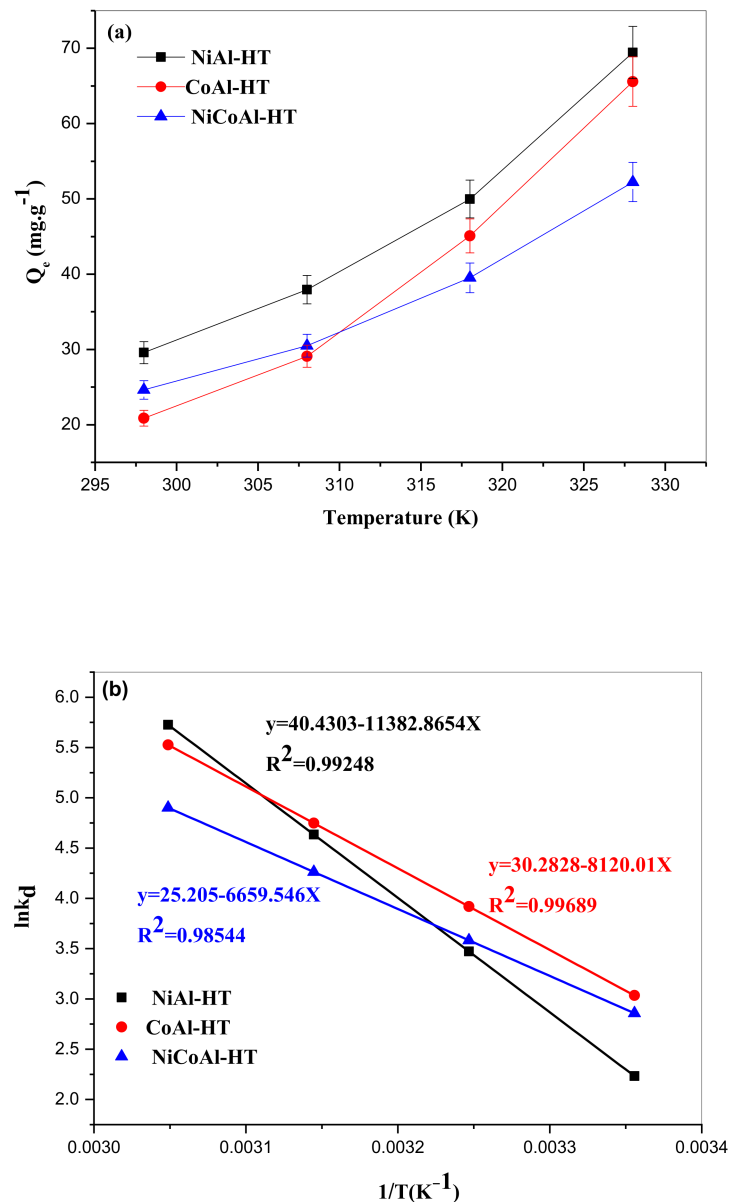 (a)
NiAl-HT
CoAl-HT
NiCoAl-HT
70
60
50
40
30
20
Qe (mg.g-1)
295 300 305 310 315 320 325 330
Temperature (K)
(b)
6.0
5.5
5.0
4.5
4.0
3.5
3.0
2.5
2.0
lnkd
y=40.4303-11382.8654X
R2=0.99248
y=30.2828-8120.01X
R2=0.99689
y=25.205-6659.546X
R2=0.98544
NiAl-HT
CoAl-HT
NiCoAl-HT
0.0030 0.0031 0.0032 0.0033 0.0034
1/T(K-1)